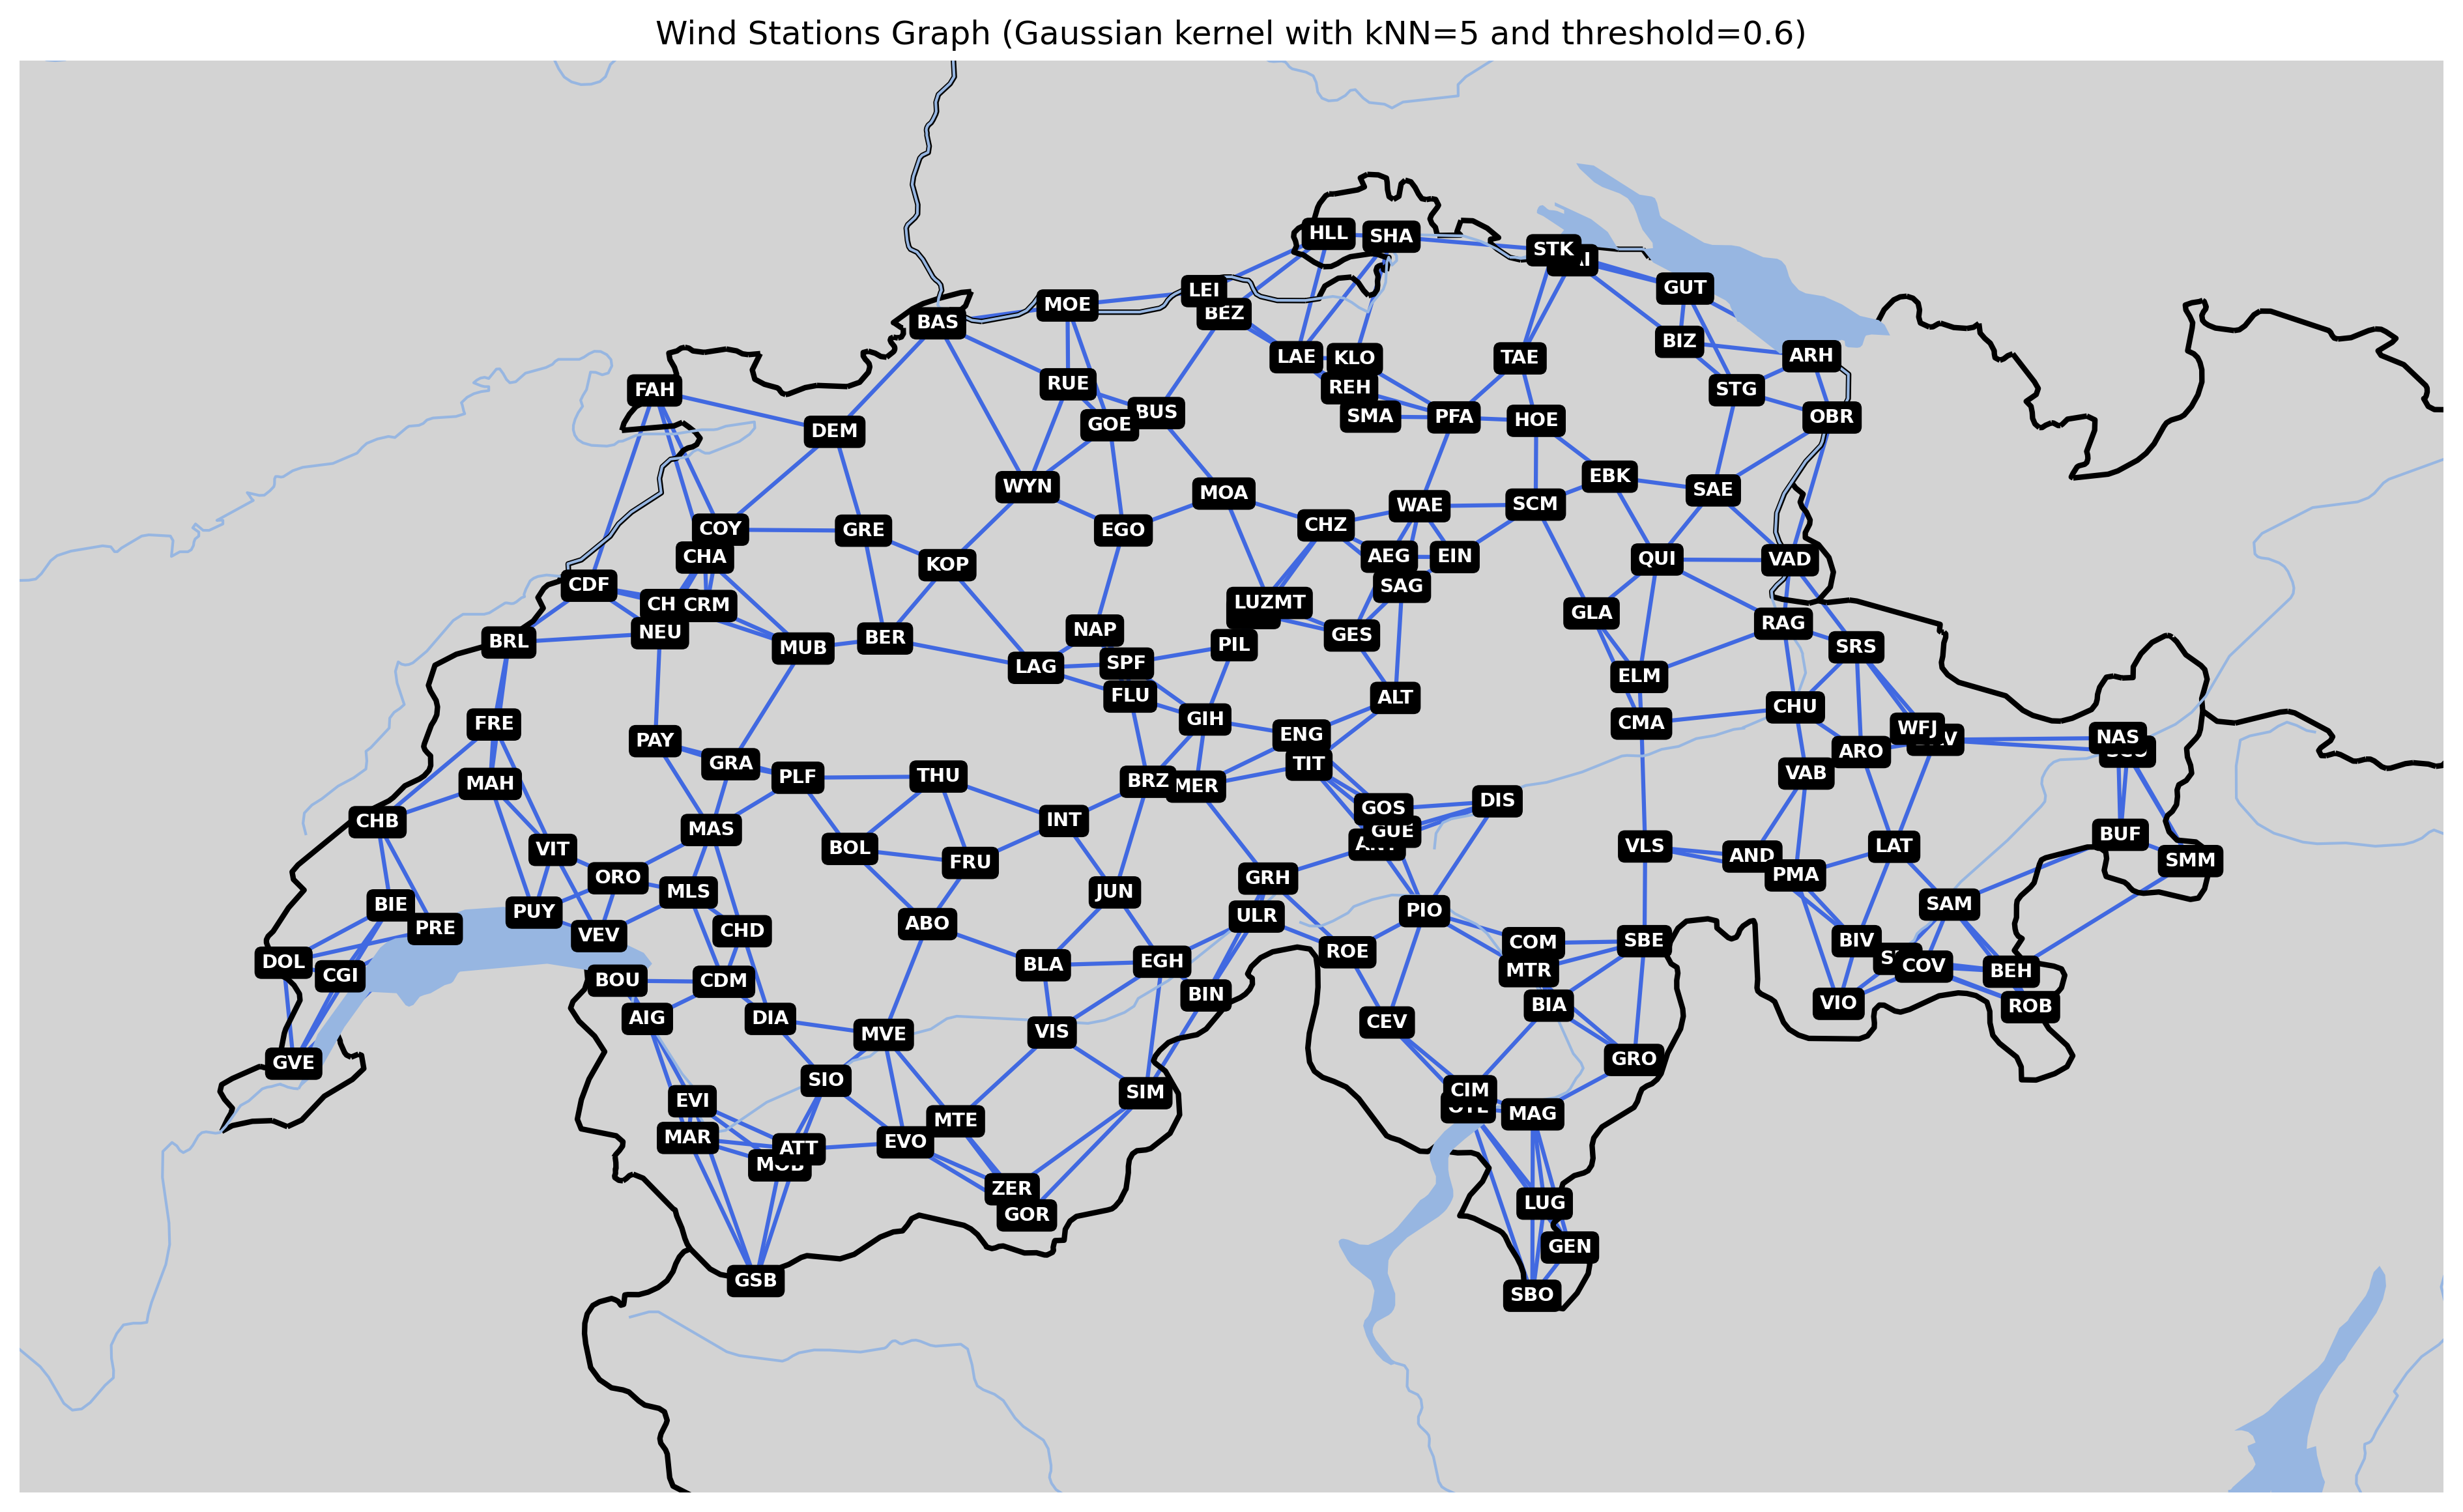 Wind Stations Graph (Gaussian kernel with kNN=5 and threshold=0.6)
HLL
SHA
STK
GUT
LEI
MOE
BEZ
BAS
BIZ
ARH
LAE
KLO
TAE
RUE
REH
FAH
STG
BUS
SMA
PFA
HOE
OBR
GOE
DEM
EBK
WYN
SAE
MOA
WAE
SCM
CHZ
COY
GRE
EGO
CHA
AEG
EIN
QUI
VAD
KOP
CDF
SAG
CRM
LUZ
MT
GLA
RAG
NEU
NAP
GES
BRL
BER
PIL
MUB
SRS
SPF
LAG
ELM
FLU
ALT
CHU
GIH
FRE
CMA
WFJ
ENG
NAS
PAY
ARO
GRA
TIT
VAB
PLF
THU
MAH
BRZ
MER
DIS
GOS
CHB
INT
MAS
GUE
BUF
VIT
BOL
VLS
LAT
AND
FRU
SMM
ORO
GRH
PMA
MLS
JUN
BIE
SAM
PUY
PIO
ULR
ABO
PRE
CHD
VEV
COM
SBE
BIV
ROE
DOL
EGH
BLA
COV
CGI
MTR
BEH
BOU
CDM
BIN
BIA
VIO
ROB
AIG
DIA
CEV
VIS
MVE
GRO
GVE
SIO
CIM
SIM
EVI
MAG
MTE
MAR
EVO
ATT
ZER
LUG
GOR
GEN
GSB
SBO